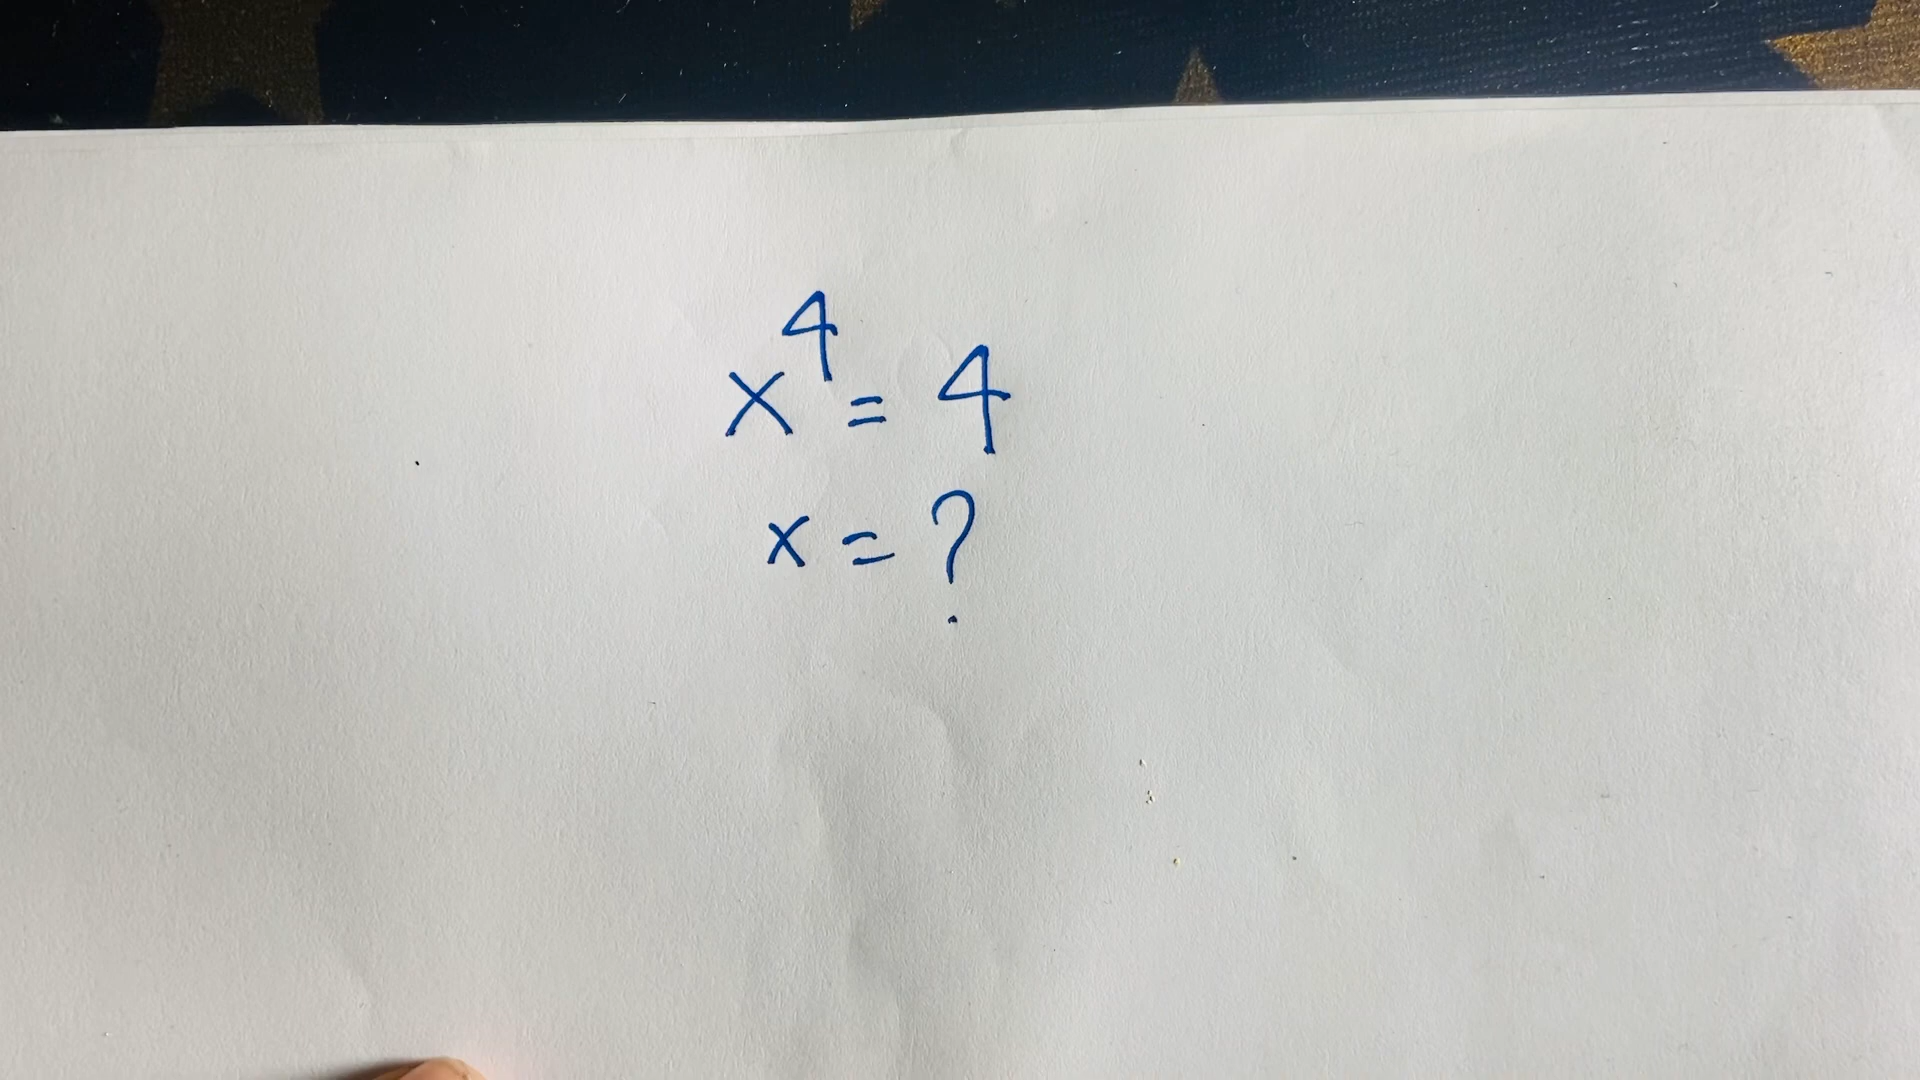 x⁴ = 4
x = ?